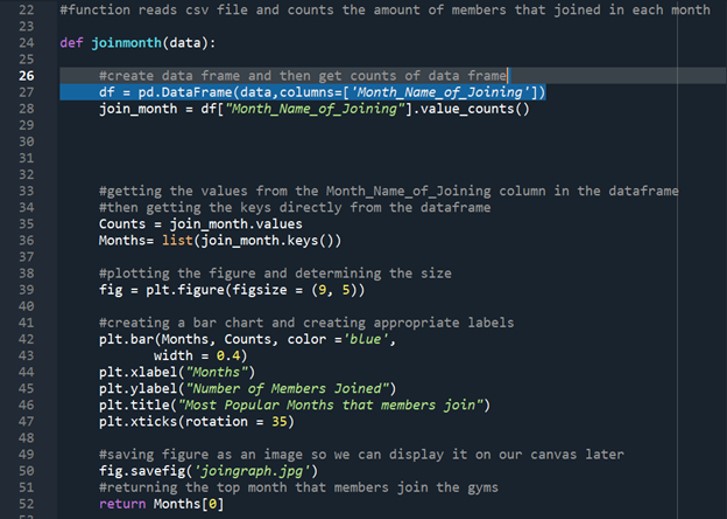 22 #function reads csv file and counts the amount of members that joined in each month
23
24 def joinmonth(data):
25
26     #create data frame and then get counts of data frame
27     df = pd.DataFrame(data,columns=['Month_Name_of_Joining'])
28     join_month = df["Month_Name_of_Joining"].value_counts()
29
30
31
32
33     #getting the values from the Month_Name_of_Joining column in the dataframe
34     #then getting the keys directly from the dataframe
35     Counts = join_month.values
36     Months= list(join_month.keys())
37
38     #plotting the figure and determining the size
39     fig = plt.figure(figsize = (9, 5))
40
41     #creating a bar chart and creating appropriate labels
42     plt.bar(Months, Counts, color ='blue',
43             width = 0.4)
44     plt.xlabel("Months")
45     plt.ylabel("Number of Members Joined")
46     plt.title("Most Popular Months that members join")
47     plt.xticks(rotation = 35)
48
49     #saving figure as an image so we can display it on our canvas later
50     fig.savefig('joingraph.jpg')
51     #returning the top month that members join the gyms
52     return Months[0]